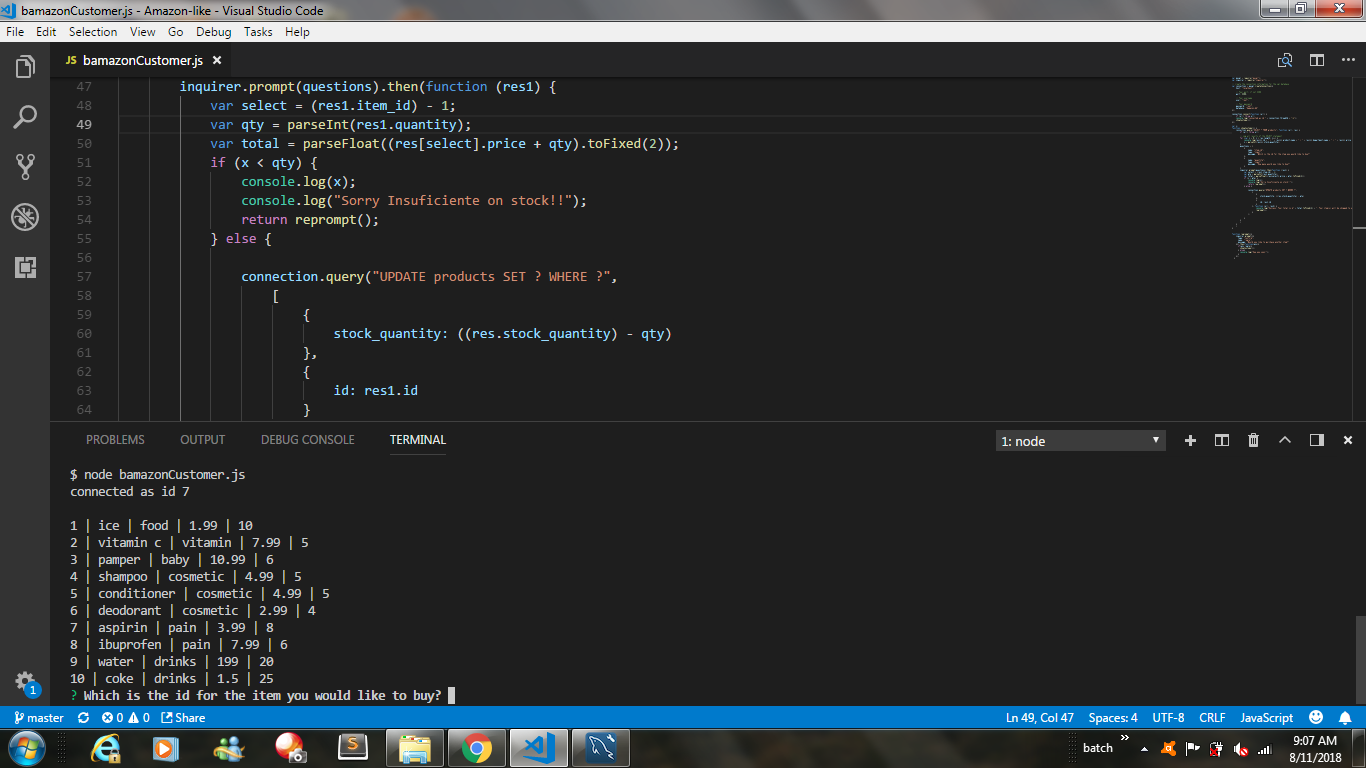 bamazonCustomer.js - Amazon-like - Visual Studio Code
File Edit Selection View Go Debug Tasks Help
JS bamazonCustomer.js ×
47 inquirer.prompt(questions).then(function (res1) {
48 var select = (res1.item_id) - 1;
49 var qty = parseInt(res1.quantity);
50 var total = parseFloat((res[select].price + qty).toFixed(2));
51 if (x < qty) {
52 console.log(x);
53 console.log("Sorry Insuficiente on stock!!");
54 return reprompt();
55 } else {
56
57 connection.query("UPDATE products SET ? WHERE ?",
58 [
59 {
60 stock_quantity: ((res.stock_quantity) - qty)
61 },
62 {
63 id: res1.id
64 }
PROBLEMS OUTPUT DEBUG CONSOLE TERMINAL 1: node
$ node bamazonCustomer.js
connected as id 7
1 | ice | food | 1.99 | 10
2 | vitamin c | vitamin | 7.99 | 5
3 | pamper | baby | 10.99 | 6
4 | shampoo | cosmetic | 4.99 | 5
5 | conditioner | cosmetic | 4.99 | 5
6 | deodorant | cosmetic | 2.99 | 4
7 | aspirin | pain | 3.99 | 8
8 | ibuprofen | pain | 7.99 | 6
9 | water | drinks | 199 | 20
10 | coke | drinks | 1.5 | 25
? Which is the id for the item you would like to buy?
1
master 0 0 Share Ln 49, Col 47 Spaces: 4 UTF-8 CRLF JavaScript
batch » 9:07 AM
8/11/2018